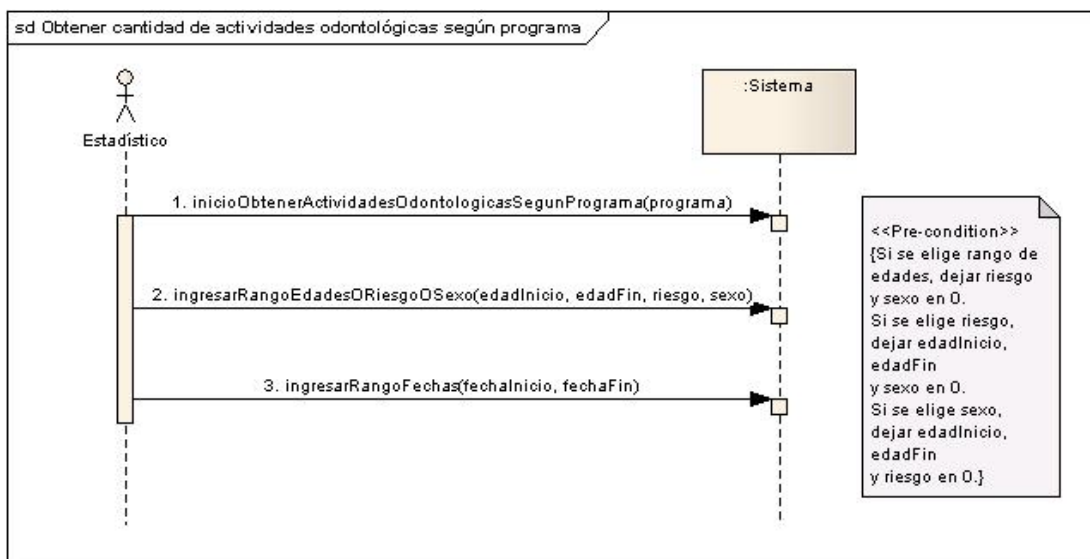 sd Obtener cantidad de actividades odontológicas según programa
Estadístico
:Sistema
1. inicioObtenerActividadesOdontologicasSegunPrograma(programa)
2. ingresarRangoEdadesORiesgoOSexo(edadInicio, edadFin, riesgo, sexo)
3. ingresarRangoFechas(fechaInicio, fechaFin)
<<Pre-condition>>
{Si se elige rango de
edades, dejar riesgo
y sexo en 0.
Si se elige riesgo,
dejar edadInicio,
edadFin
y sexo en 0.
Si se elige sexo,
dejar edadInicio,
edadFin
y riesgo en 0.}